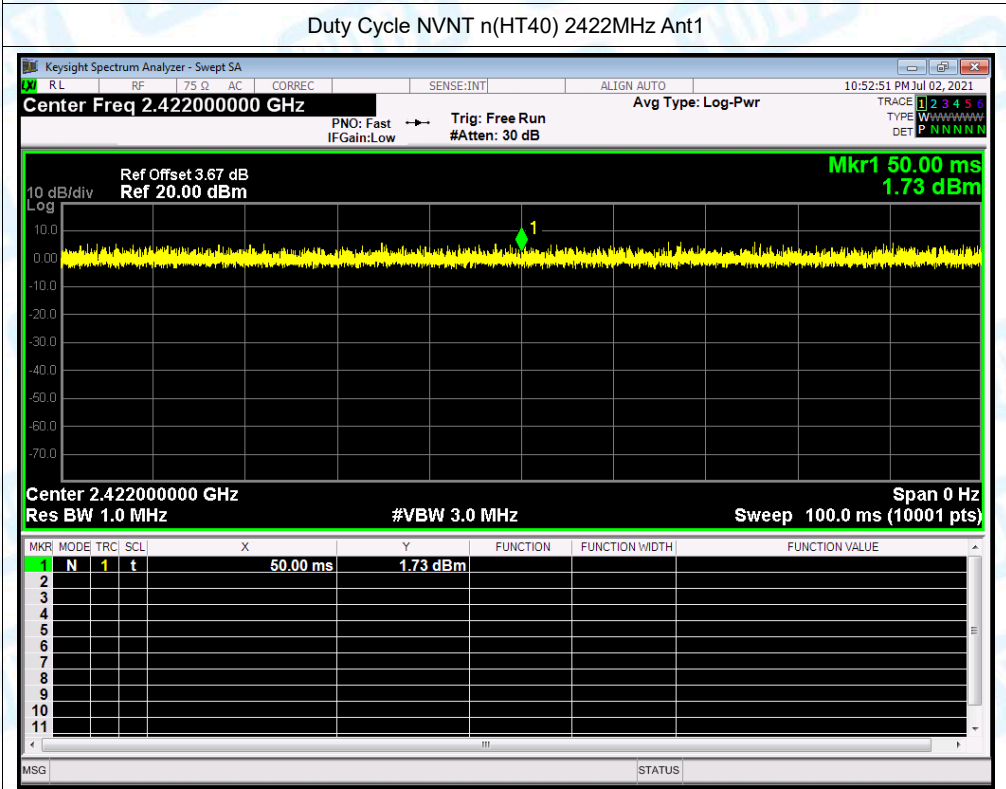 Duty Cycle NVNT n(HT40) 2422MHz Ant1
Keysight Spectrum Analyzer - Swept SA
LXI RL RF 75 Ω AC CORREC SENSE:INT ALIGN AUTO 10:52:51 PM Jul 02, 2021
Center Freq 2.422000000 GHz
PNO: Fast
IFGain:Low
Trig: Free Run
#Atten: 30 dB
Avg Type: Log-Pwr
TRACE 1 2 3 4 5 6
TYPE WWWWWW
DET P N N N N N
Mkr1 50.00 ms
1.73 dBm
Ref Offset 3.67 dB
10 dB/div Ref 20.00 dBm
Log
1
10.0
0.00
-10.0
-20.0
-30.0
-40.0
-50.0
-60.0
-70.0
Center 2.422000000 GHz Span 0 Hz
Res BW 1.0 MHz #VBW 3.0 MHz Sweep 100.0 ms (10001 pts)
MKR MODE TRC SCL X Y FUNCTION FUNCTION WIDTH FUNCTION VALUE
1 N 1 t 50.00 ms 1.73 dBm
2
3
4
5
6
7
8
9
10
11
MSG STATUS